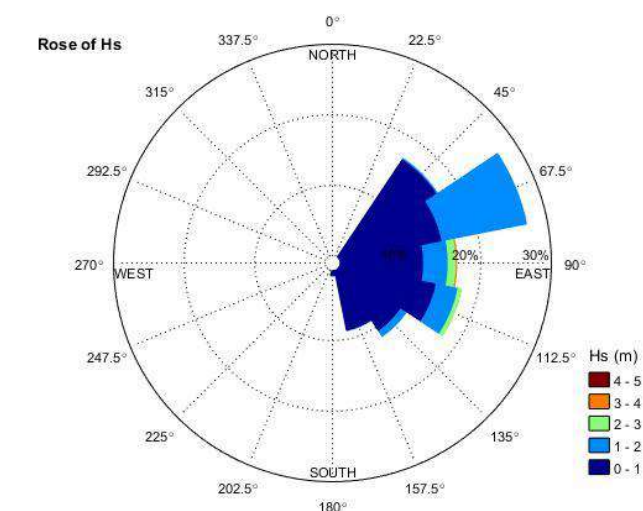 Rose of Hs
0°
NORTH
337.5°
22.5°
315°
45°
292.5°
67.5°
270°
WEST
10%
20%
30%
EAST
90°
247.5°
112.5°
225°
135°
SOUTH
202.5°
157.5°
180°
Hs (m)
4 - 5
3 - 4
2 - 3
1 - 2
0 - 1